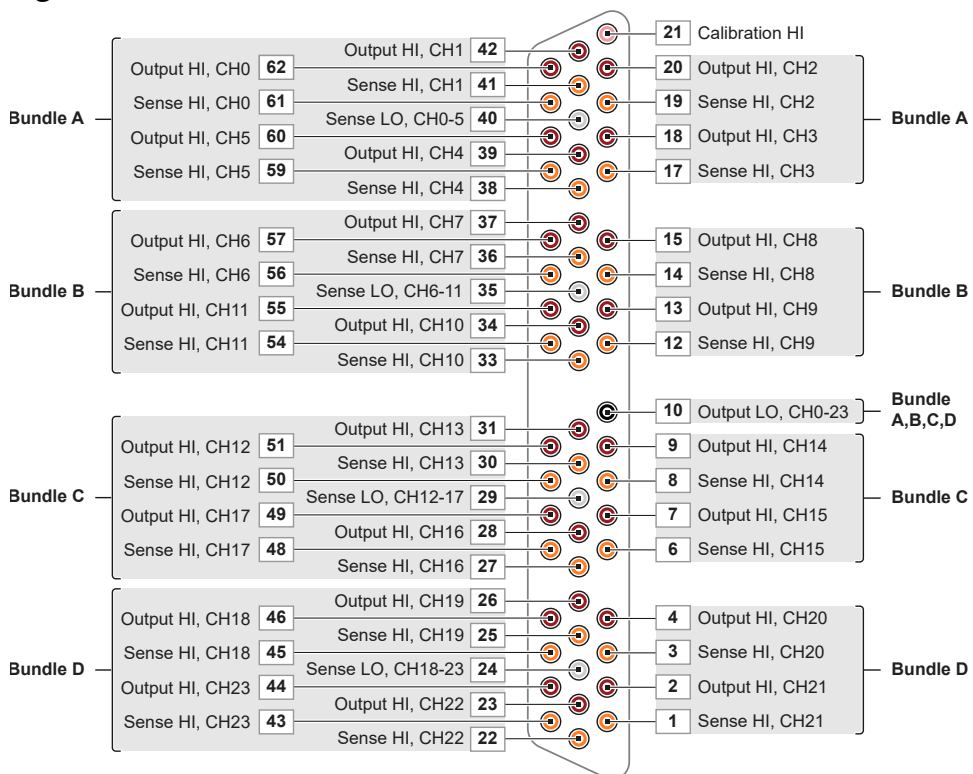 21 Calibration HI
Output HI, CH1 42
Output HI, CH0 62
20 Output HI, CH2
Sense HI, CH1 41
Sense HI, CH0 61
19 Sense HI, CH2
Bundle A
Sense LO, CH0-5 40
Bundle A
Output HI, CH5 60
18 Output HI, CH3
Output HI, CH4 39
Sense HI, CH5 59
17 Sense HI, CH3
Sense HI, CH4 38
Output HI, CH7 37
Output HI, CH6 57
15 Output HI, CH8
Sense HI, CH7 36
Sense HI, CH6 56
14 Sense HI, CH8
Bundle B
Sense LO, CH6-11 35
Bundle B
Output HI, CH11 55
13 Output HI, CH9
Output HI, CH10 34
Sense HI, CH11 54
12 Sense HI, CH9
Sense HI, CH10 33
10 Output LO, CH0-23
Bundle
A,B,C,D
Output HI, CH13 31
Output HI, CH12 51
9 Output HI, CH14
Sense HI, CH13 30
Sense HI, CH12 50
8 Sense HI, CH14
Bundle C
Sense LO, CH12-17 29
Bundle C
Output HI, CH17 49
7 Output HI, CH15
Output HI, CH16 28
Sense HI, CH17 48
6 Sense HI, CH15
Sense HI, CH16 27
Output HI, CH19 26
Output HI, CH18 46
4 Output HI, CH20
Sense HI, CH19 25
Sense HI, CH18 45
3 Sense HI, CH20
Bundle D
Sense LO, CH18-23 24
Bundle D
Output HI, CH23 44
2 Output HI, CH21
Output HI, CH22 23
Sense HI, CH23 43
1 Sense HI, CH21
Sense HI, CH22 22